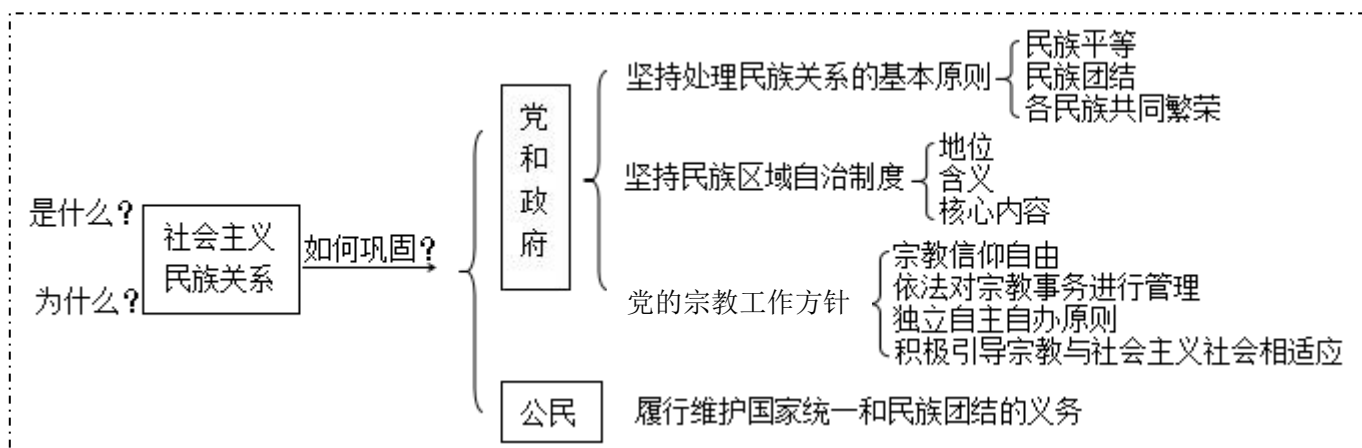 是什么？
为什么？
社会主义
民族关系
如何巩固？
党和政府
坚持处理民族关系的基本原则
民族平等
民族团结
各民族共同繁荣
坚持民族区域自治制度
地位
含义
核心内容
党的宗教工作方针
宗教信仰自由
依法对宗教事务进行管理
独立自主自办原则
积极引导宗教与社会主义社会相适应
公民
履行维护国家统一和民族团结的义务